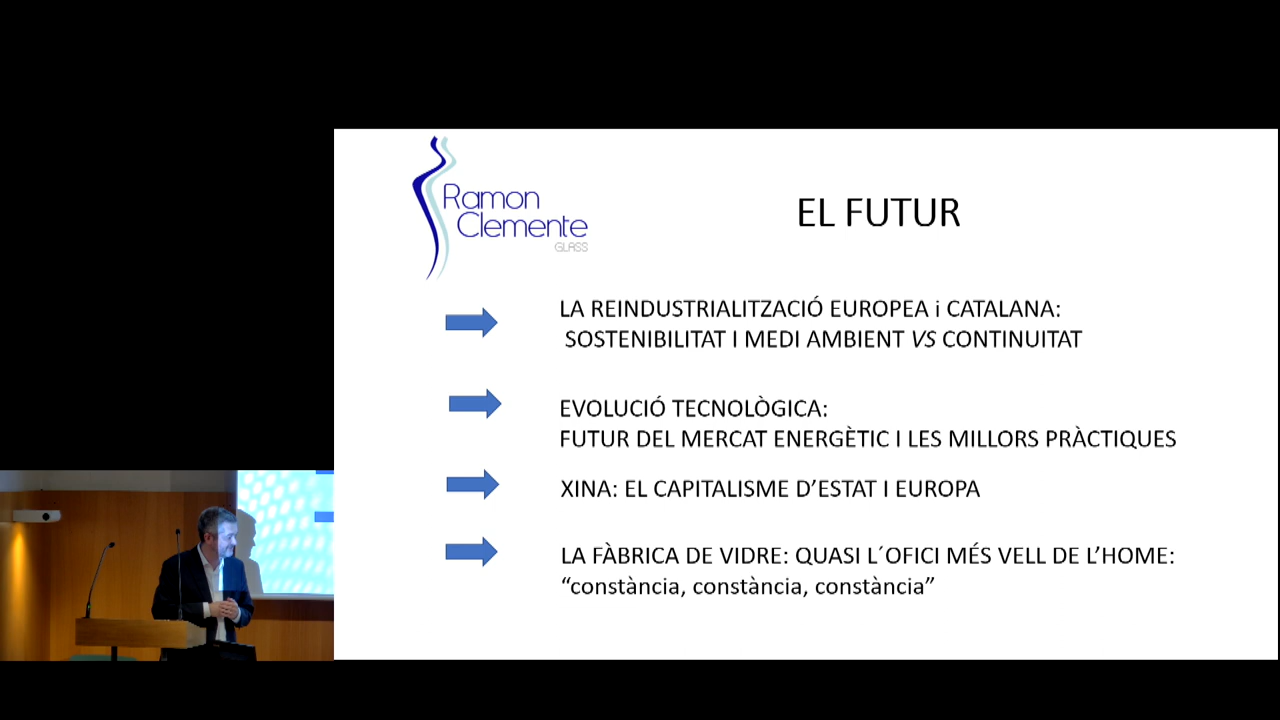 Ramon
Clemente
GLASS
EL FUTUR
LA REINDUSTRIALITZACIÓ EUROPEA i CATALANA:
SOSTENIBILITAT I MEDI AMBIENT VS CONTINUITAT
EVOLUCIÓ TECNOLÒGICA:
FUTUR DEL MERCAT ENERGÈTIC I LES MILLORS PRÀCTIQUES
XINA: EL CAPITALISME D’ESTAT I EUROPA
LA FÀBRICA DE VIDRE: QUASI L´OFICI MÉS VELL DE L’HOME:
“constància, constància, constància”